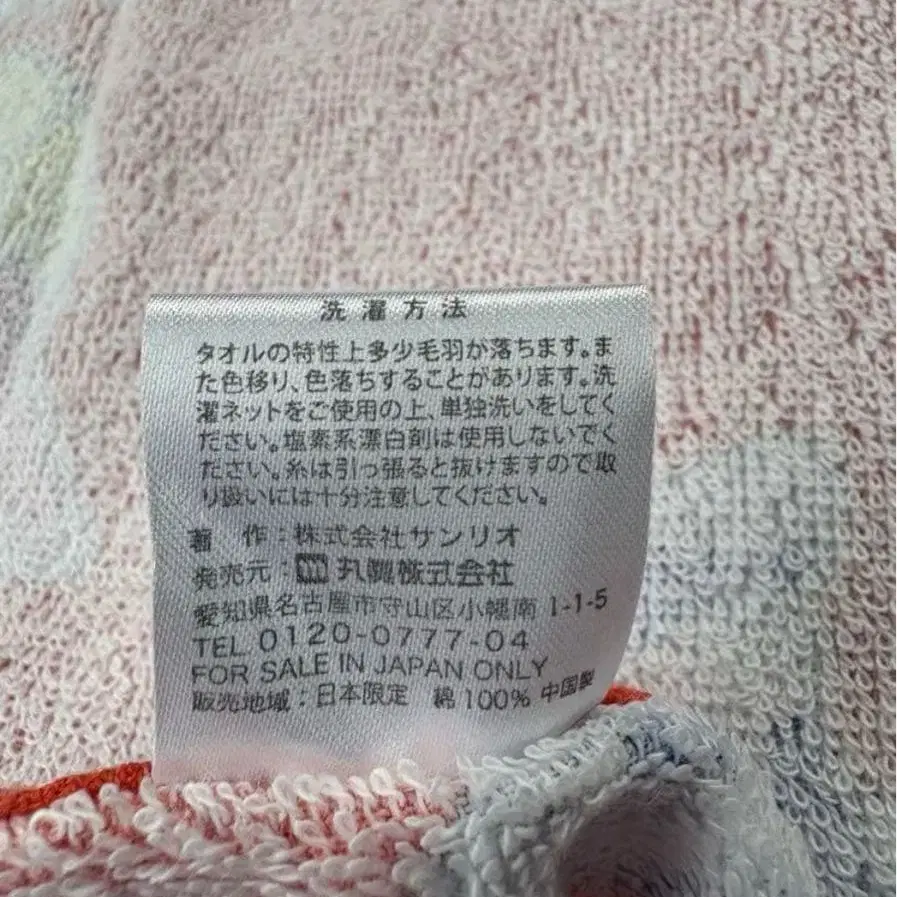 洗濯方法
タオルの特性上多少毛羽が落ちます。ま
た色移り、色落ちすることがあります。洗
濯ネットをご使用の上、単独洗いをしてく
ださい。塩素系漂白剤は使用しないでく
ださい。糸は引っ張ると抜けますので取
り扱いには十分注意してください。
著 作：株式会社サンリオ
発売元：丸眞株式会社
愛知県名古屋市守山区小幡南 1-1-5
TEL 0120-0777-04
FOR SALE IN JAPAN ONLY
販売地域：日本限定 綿100% 中国製